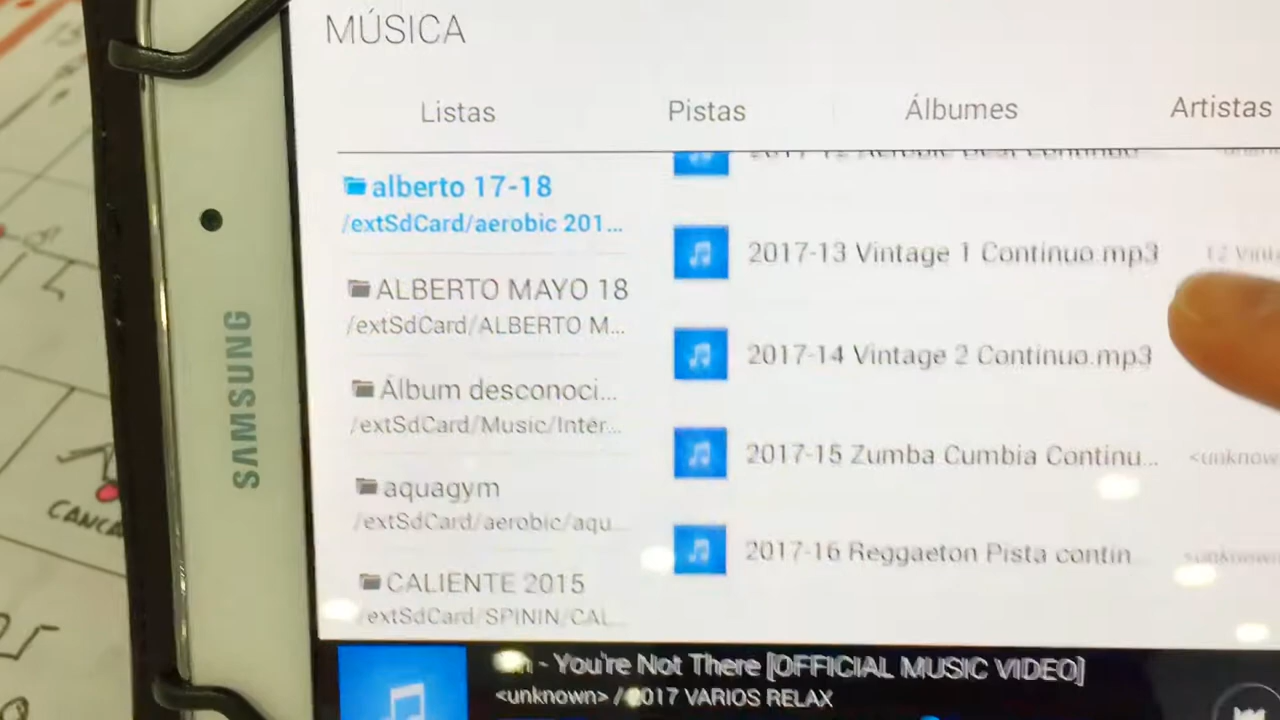 MÚSICA
Listas
Pistas
Álbumes
Artistas
alberto 17-18
/extSdCard/aerobic 201...
ALBERTO MAYO 18
/extSdCard/ALBERTO M...
Álbum desconoci...
/extSdCard/Music/Inter...
aquagym
/extSdCard/aerobic/aqu
CALIENTE 2015
/extSdCard/SPININ/CAL
2017-13 Vintage 1 Continuo.mp3
2017-14 Vintage 2 Continuo.mp3
2017-15 Zumba Cumbia Continu...
<unknow
2017-16 Reggaeton Pista contin
<unknow
- You're Not There [OFFICIAL MUSIC VIDEO]
<unknown> / 2017 VARIOS RELAX
SAMSUNG